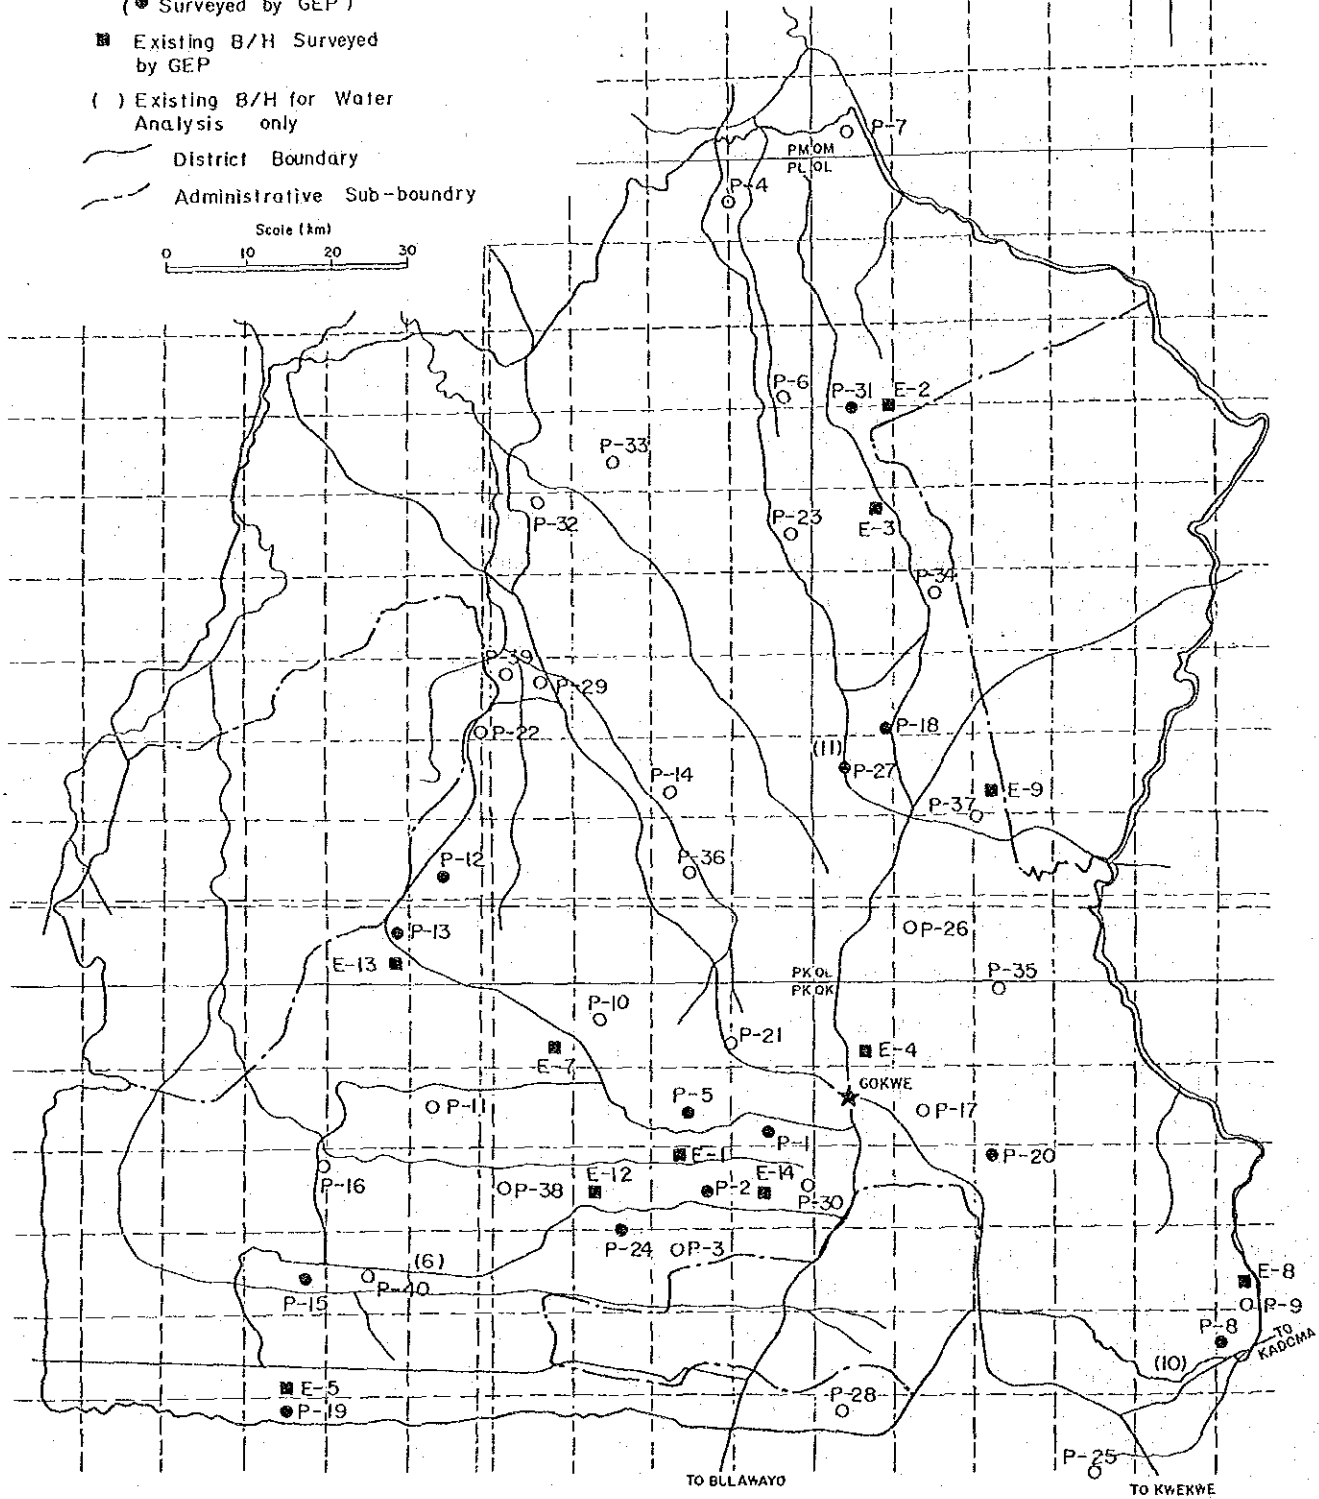 ( ● Surveyed by GEP )
■ Existing B/H Surveyed
by GEP
( ) Existing B/H for Water
Analysis only
District Boundary
Administrative Sub-boundry
Scale (km)
0 10 20 30
P-7
PM QM
PL QL
P-4
P-6
P-31
E-2
P-33
P-32
P-23
E-3
P-34
P-39
P-29
P-22
P-18
(11)
P-27
P-14
E-9
P-37
P-36
P-12
P-13
P-26
E-13
PK QL
PK QK
P-35
P-10
P-21
E-7
E-4
GOKWE
P-11
P-5
P-17
P-1
E-1
P-20
P-16
P-38
E-12
P-2
E-14
P-30
P-24
P-3
(6)
P-15
P-40
E-8
P-9
P-8
TO
KADOMA
(10)
E-5
P-19
P-28
P-25
TO BULAWAYO
TO KWEKWE